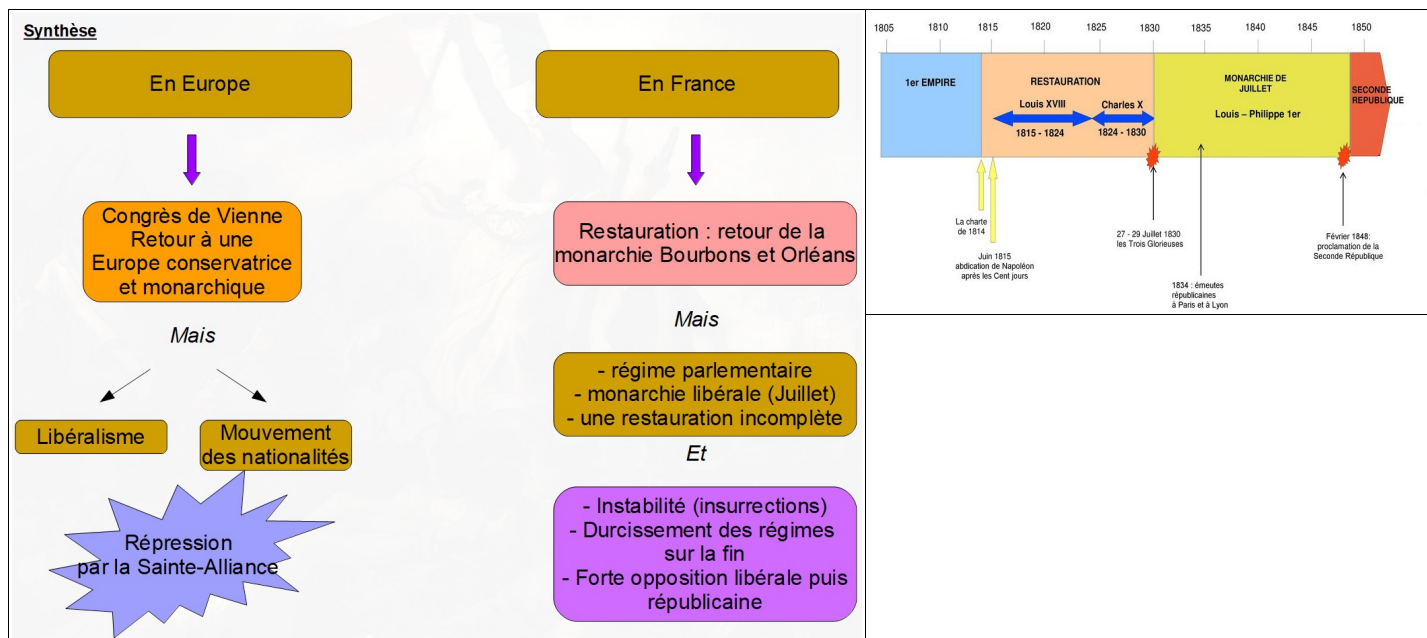 Synthèse
En Europe
Congrès de Vienne
Retour à une
Europe conservatrice
et monarchique
Mais
Libéralisme
Mouvement
des nationalités
Répression
par la Sainte-Alliance
En France
Restauration : retour de la
monarchie Bourbons et Orléans
Mais
- régime parlementaire
- monarchie libérale (Juillet)
- une restauration incomplète
Et
- Instabilité (insurrections)
- Durcissement des régimes
sur la fin
- Forte opposition libérale puis
républicaine
1805 1810 1815 1820 1825 1830 1835 1840 1845 1850
1er EMPIRE
RESTAURATION
Louis XVIII
1815 - 1824
Charles X
1824 - 1830
MONARCHIE DE
JUILLET
Louis – Philippe 1er
SECONDE
REPUBLIQUE
La charte
de 1814
Juin 1815
abdication de Napoléon
après les Cent jours
27 - 29 Juillet 1830
les Trois Glorieuses
1834 : émeutes
républicaines
à Paris et à Lyon
Février 1848:
proclamation de la
Seconde République